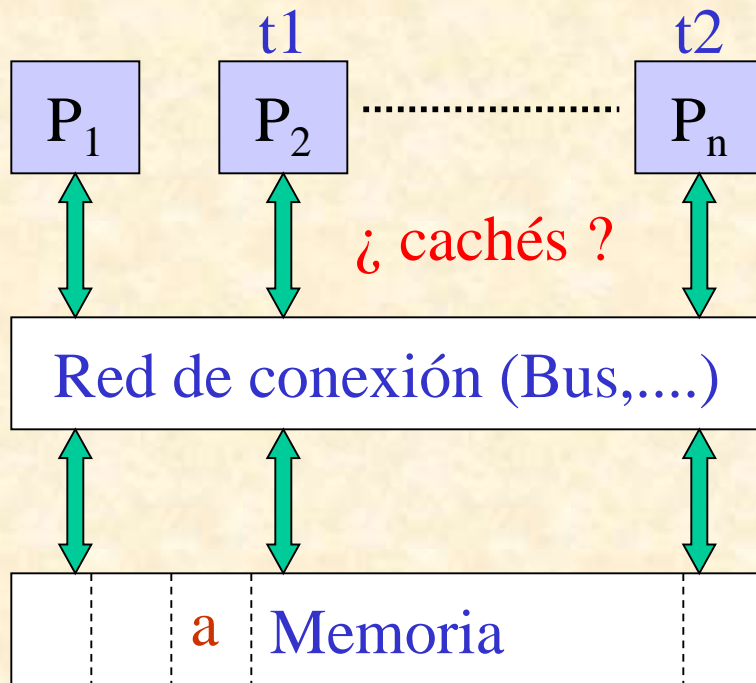 t1 t2
P₁ P₂ Pₙ
¿ cachés ?
Red de conexión (Bus,....)
a Memoria